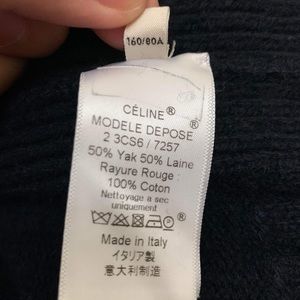 160/80A
CÉLINE®
MODELE DEPOSE®
2 3CS6 / 7257
50% Yak 50% Laine
Rayure Rouge :
100% Coton
Nettoyage a sec
uniquement
Made in Italy
イタリア製
意大利制造